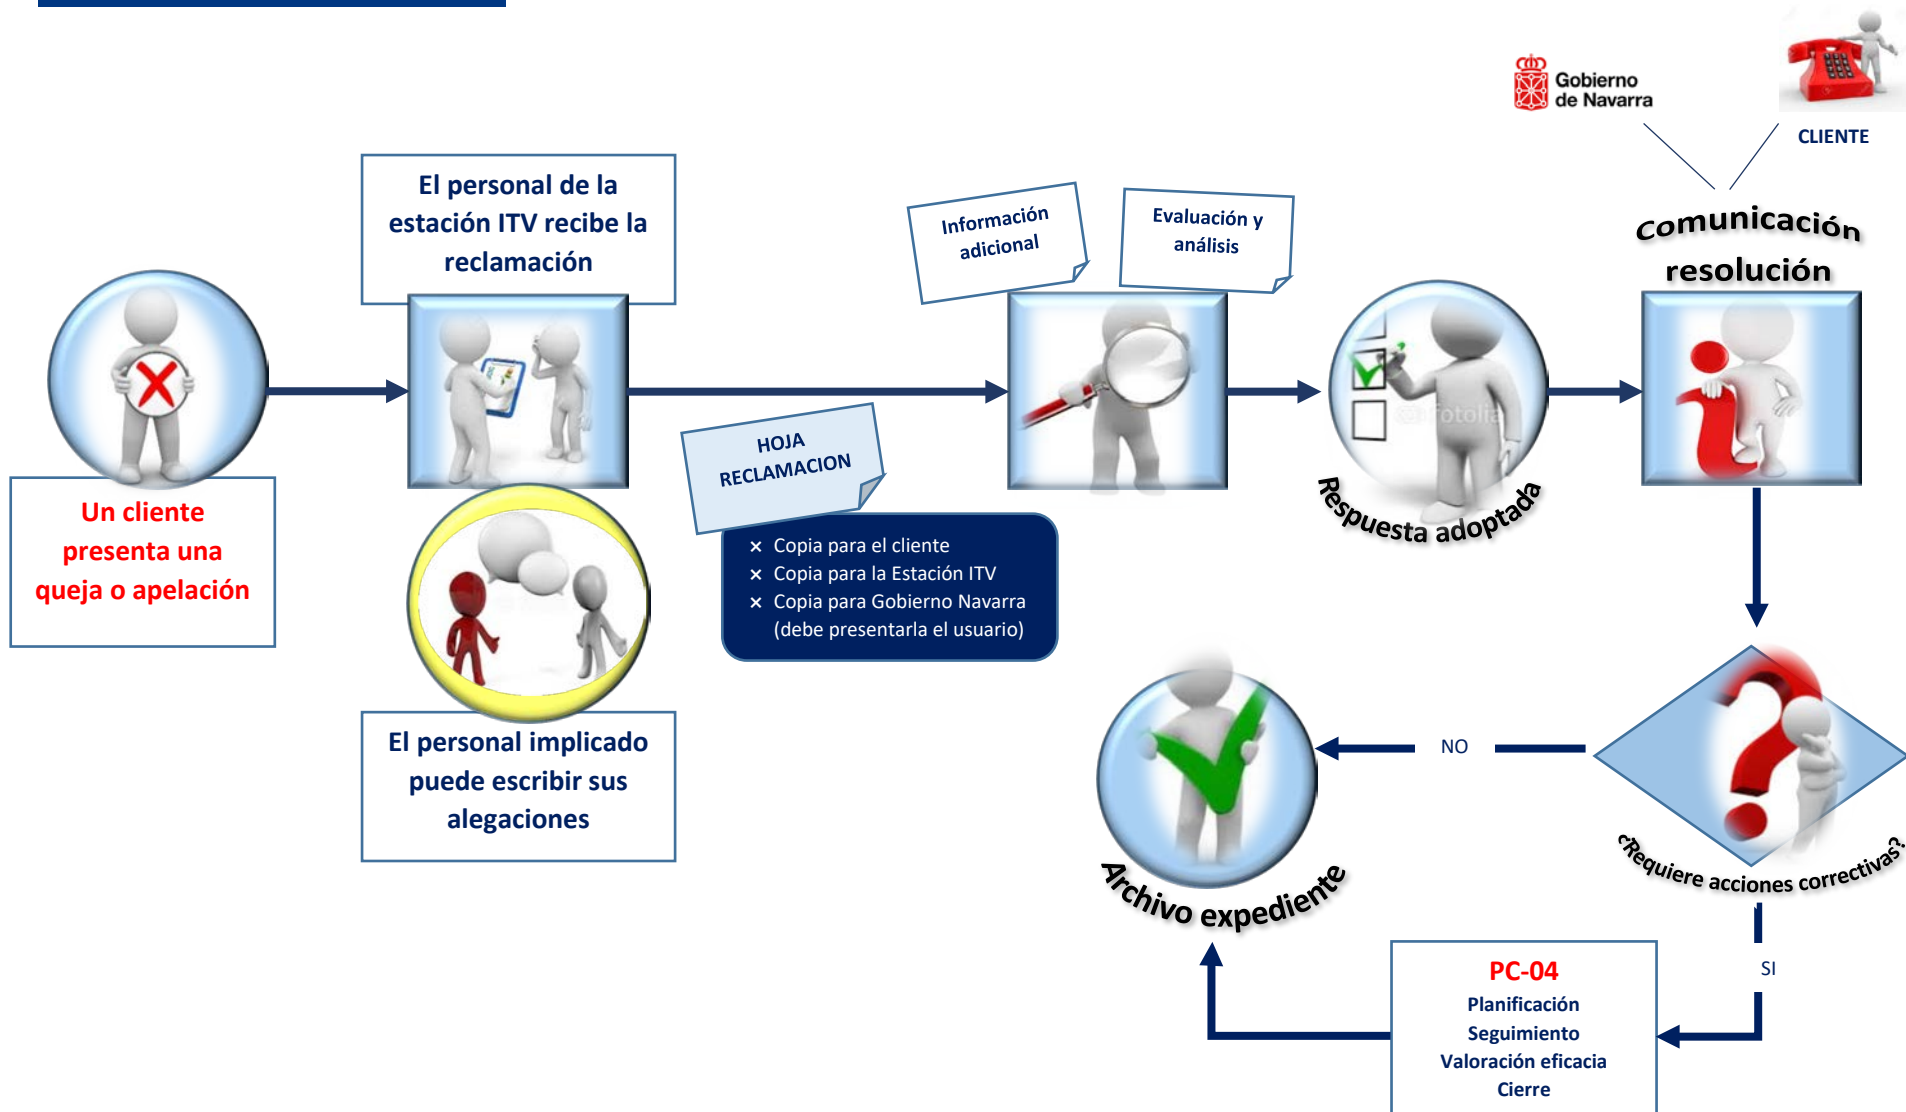 Gobierno
de Navarra
CLIENTE
El personal de la
estación ITV recibe la
reclamación
Información
adicional
Evaluación y
análisis
Comunicación
resolución
Un cliente
presenta una
queja o apelación
HOJA
RECLAMACION
× Copia para el cliente
× Copia para la Estación ITV
× Copia para Gobierno Navarra
(debe presentarla el usuario)
fotolia
Respuesta adoptada
El personal implicado
puede escribir sus
alegaciones
NO
¿Requiere acciones correctivas?
Archivo expediente
SI
PC-04
Planificación
Seguimiento
Valoración eficacia
Cierre